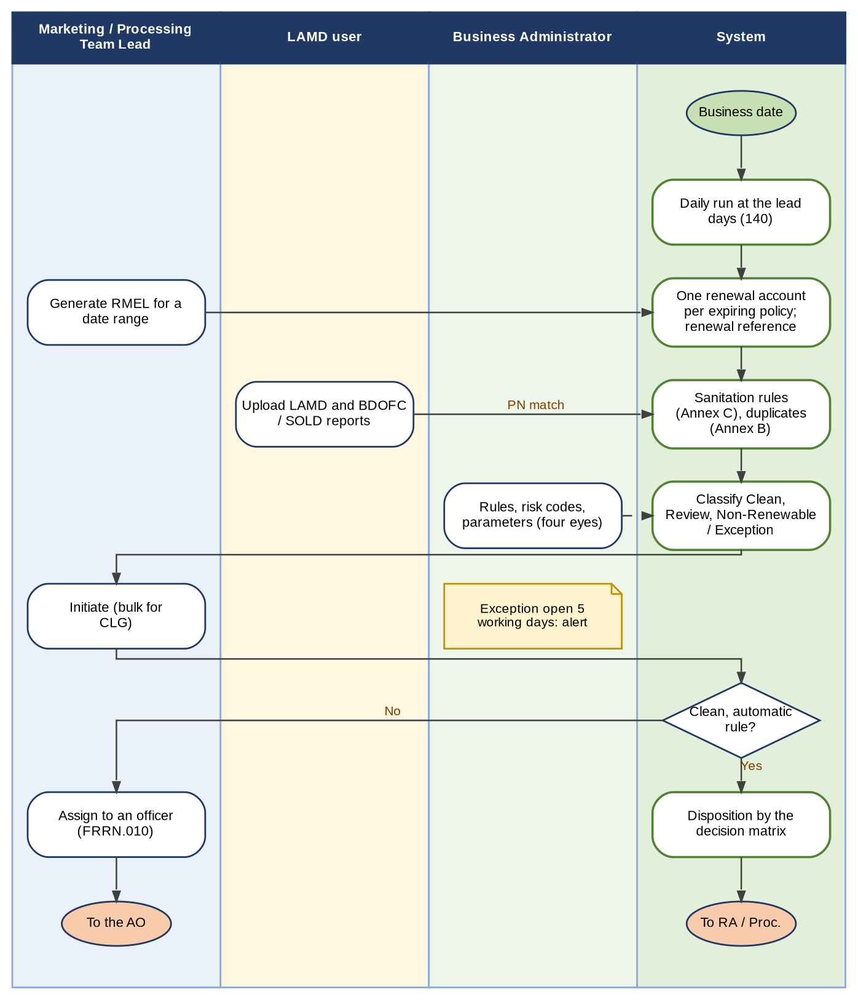 Marketing / Processing
Team Lead
LAMD user
Business Administrator
System
Business date
Daily run at the lead
days (140)
Generate RMEL for a
date range
One renewal account
per expiring policy;
renewal reference
Upload LAMD and BDOFC
/ SOLD reports
PN match
Sanitation rules
(Annex C), duplicates
(Annex B)
Rules, risk codes,
parameters (four eyes)
Classify Clean,
Review, Non-Renewable
/ Exception
Initiate (bulk for
CLG)
Exception open 5
working days: alert
Clean, automatic
rule?
No
Yes
Assign to an officer
(FRRN.010)
Disposition by the
decision matrix
To the AO
To RA / Proc.